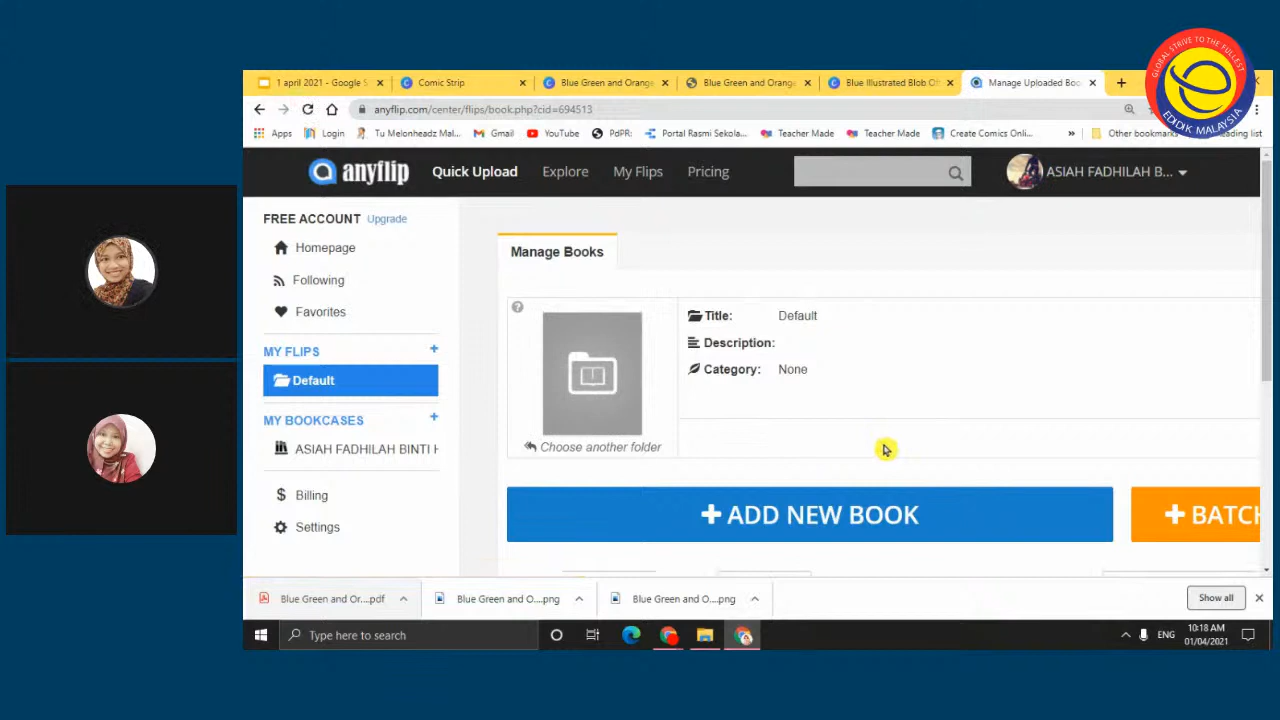 GLOBAL STRIVE TO THE FULLEST
EDIDIK MALAYSIA
1 april 2021 - Google S
Comic Strip
Blue Green and Orange
Blue Green and Orange
Blue Illustrated Blob O
Manage Uploaded Boo
anyflip.com/center/flips/book.php?cid=694513
Apps
Login
Tu Melonheadz Mal...
Gmail
YouTube
PdPR:
Portal Rasmi Sekola...
Teacher Made
Teacher Made
Create Comics Onli...
»
Other bookmarks
eading list
anyflip
Quick Upload
Explore
My Flips
Pricing
ASIAH FADHILAH B...
FREE ACCOUNT Upgrade
Homepage
Following
Favorites
MY FLIPS +
Default
MY BOOKCASES +
ASIAH FADHILAH BINTI H
Billing
Settings
Manage Books
Title: Default
Description:
Category: None
Choose another folder
+ ADD NEW BOOK
+ BATCH
Blue Green and Or....pdf
Blue Green and O....png
Blue Green and O....png
Show all
Type here to search
ENG
10:18 AM
01/04/2021